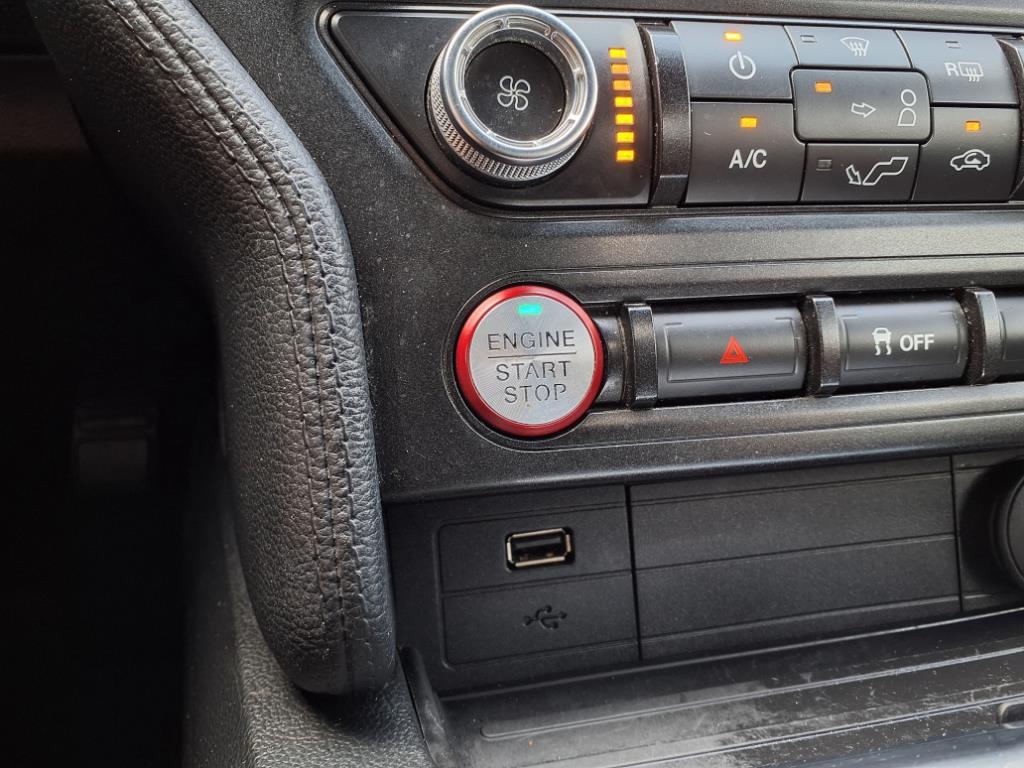 R
A/C
ENGINE
START
STOP
OFF